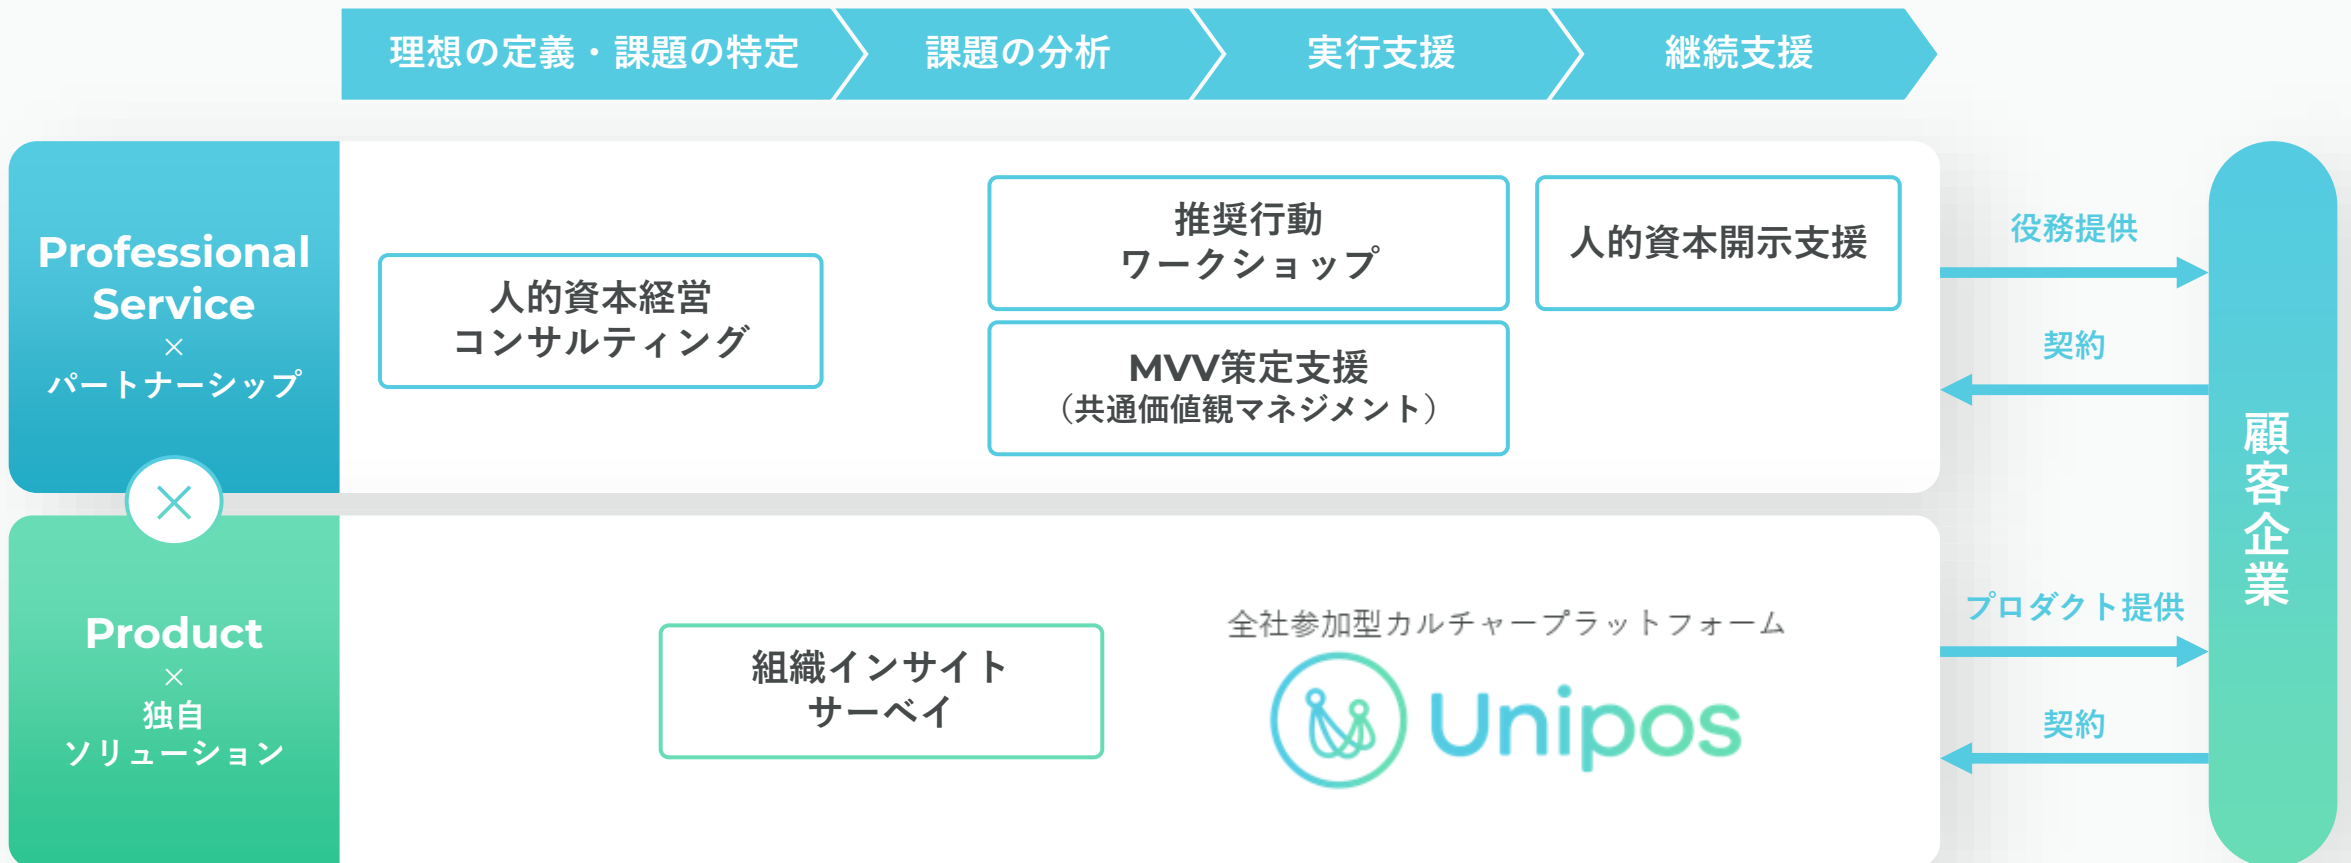 理想の定義・課題の特定
課題の分析
実行支援
継続支援
Professional
Service
×
パートナーシップ
人的資本経営
コンサルティング
推奨行動
ワークショップ
MVV策定支援
（共通価値観マネジメント）
人的資本開示支援
役務提供
契約
×
Product
×
独自
ソリューション
組織インサイト
サーベイ
全社参加型カルチャープラットフォーム
Unipos
プロダクト提供
契約
顧客企業